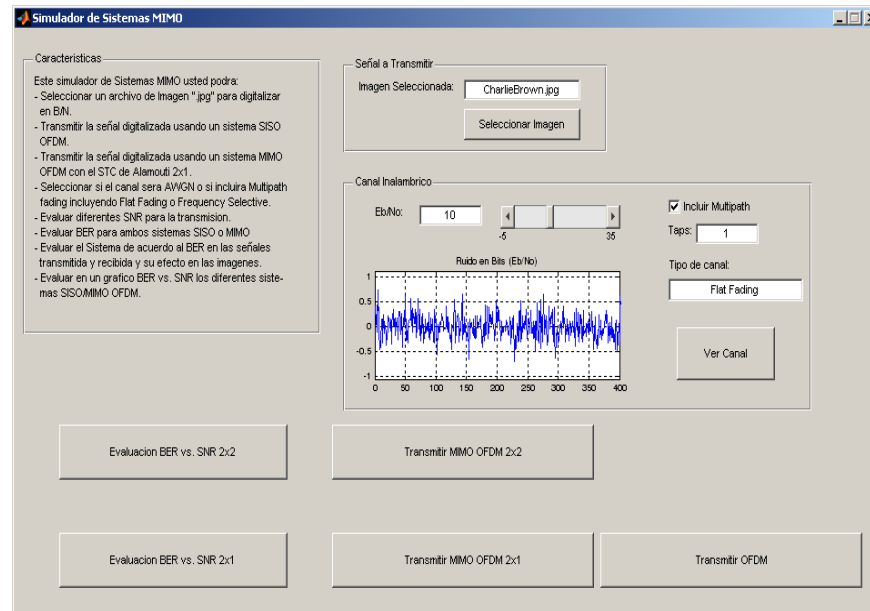 Simulador de Sistemas MIMO
Caracteristicas
Este simulador de Sistemas MIMO usted podra:
- Seleccionar un archivo de Imagen ".jpg" para digitalizar
en B/N.
- Transmitir la señal digitalizada usando un sistema SISO
OFDM.
- Transmitir la señal digitalizada usando un sistema MIMO
OFDM con el STC de Alamouti 2x1.
- Seleccionar si el canal sera AWGN o si incluira Multipath
fading incluyendo Flat Fading o Frequency Selective.
- Evaluar diferentes SNR para la transmision.
- Evaluar BER para ambos sistemas SISO o MIMO
- Evaluar el Sistema de acuerdo al BER en las señales
transmitida y recibida y su efecto en las imagenes.
- Evaluar en un grafico BER vs. SNR los diferentes siste-
mas SISO/MIMO OFDM.
Señal a Transmitir
Imagen Seleccionada:
CharlieBrown.jpg
Seleccionar Imagen
Canal Inalambrico
Eb/No:
10
-5
35
Incluir Multipath
Taps:
1
Tipo de canal:
Flat Fading
Ver Canal
Ruido en Bits (Eb/No)
1
0.5
0
-0.5
-1
0 50 100 150 200 250 300 350 400
Evaluacion BER vs. SNR 2x2
Transmitir MIMO OFDM 2x2
Evaluacion BER vs. SNR 2x1
Transmitir MIMO OFDM 2x1
Transmitir OFDM